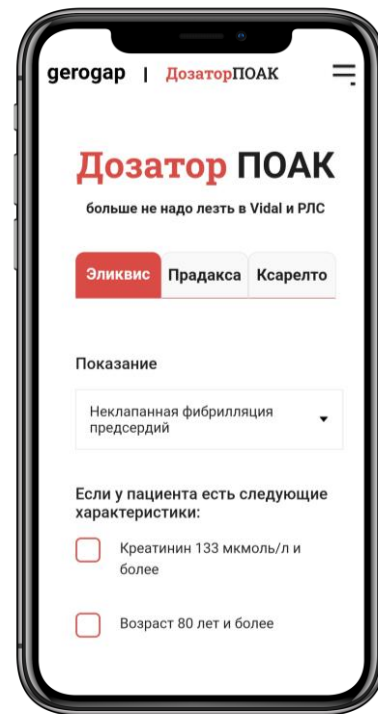 gerogap | ДозаторПОАК
Дозатор ПОАК
больше не надо лезть в Vidal и РЛС
Эликвис Прадакса Ксарелто
Показание
Неклапанная фибрилляция
предсердий
Если у пациента есть следующие
характеристики:
Креатинин 133 мкмоль/л и
более
Возраст 80 лет и более